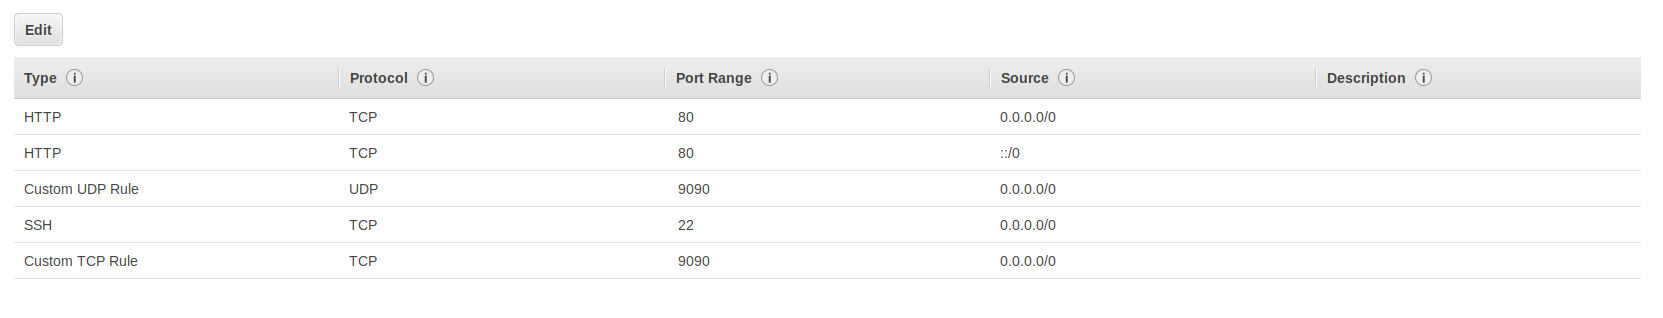 Edit
Type Protocol Port Range Source Description
HTTP TCP 80 0.0.0.0/0
HTTP TCP 80 ::/0
Custom UDP Rule UDP 9090 0.0.0.0/0
SSH TCP 22 0.0.0.0/0
Custom TCP Rule TCP 9090 0.0.0.0/0